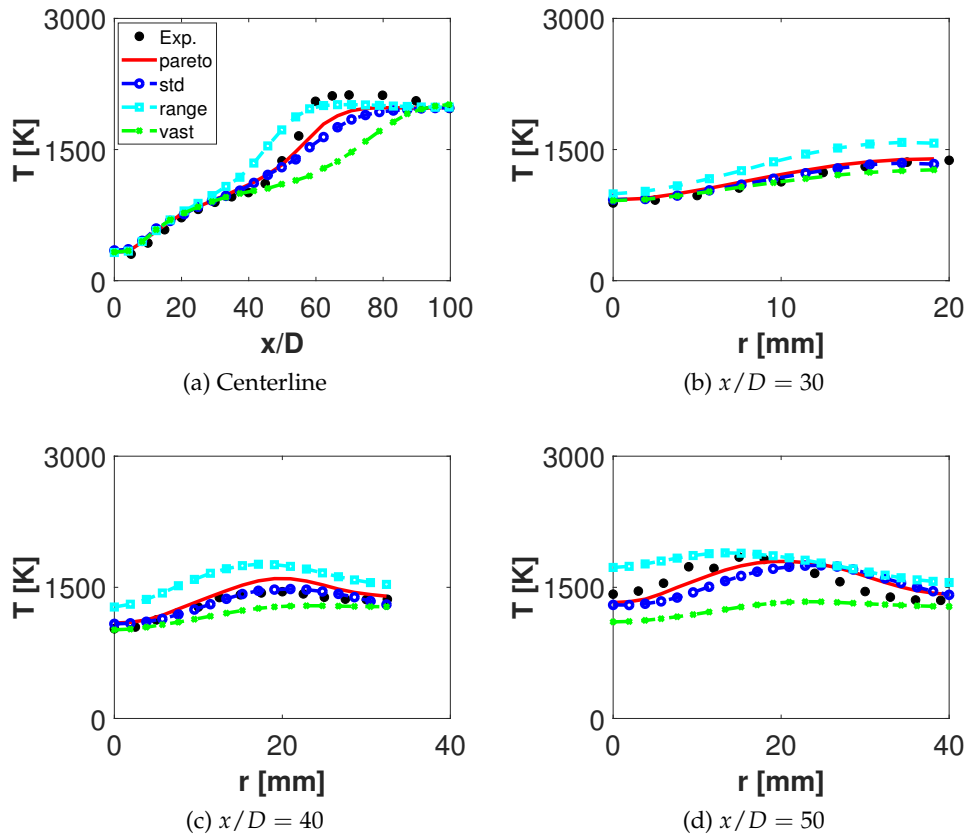 3000
1500
0
T [K]
Exp.
pareto
std
range
vast
0 20 40 60 80 100
x/D
(a) Centerline
3000
1500
0
T [K]
0 10 20
r [mm]
(b) x/D = 30
3000
1500
0
T [K]
0 20 40
r [mm]
(c) x/D = 40
3000
1500
0
T [K]
0 20 40
r [mm]
(d) x/D = 50